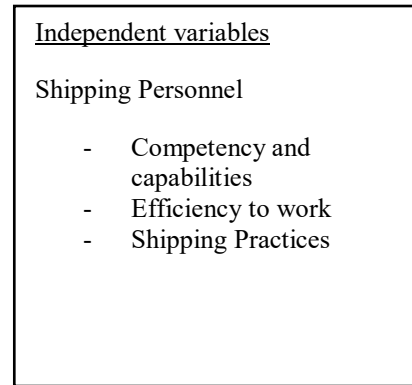 Independent variables
Shipping Personnel
- Competency and
capabilities
- Efficiency to work
- Shipping Practices